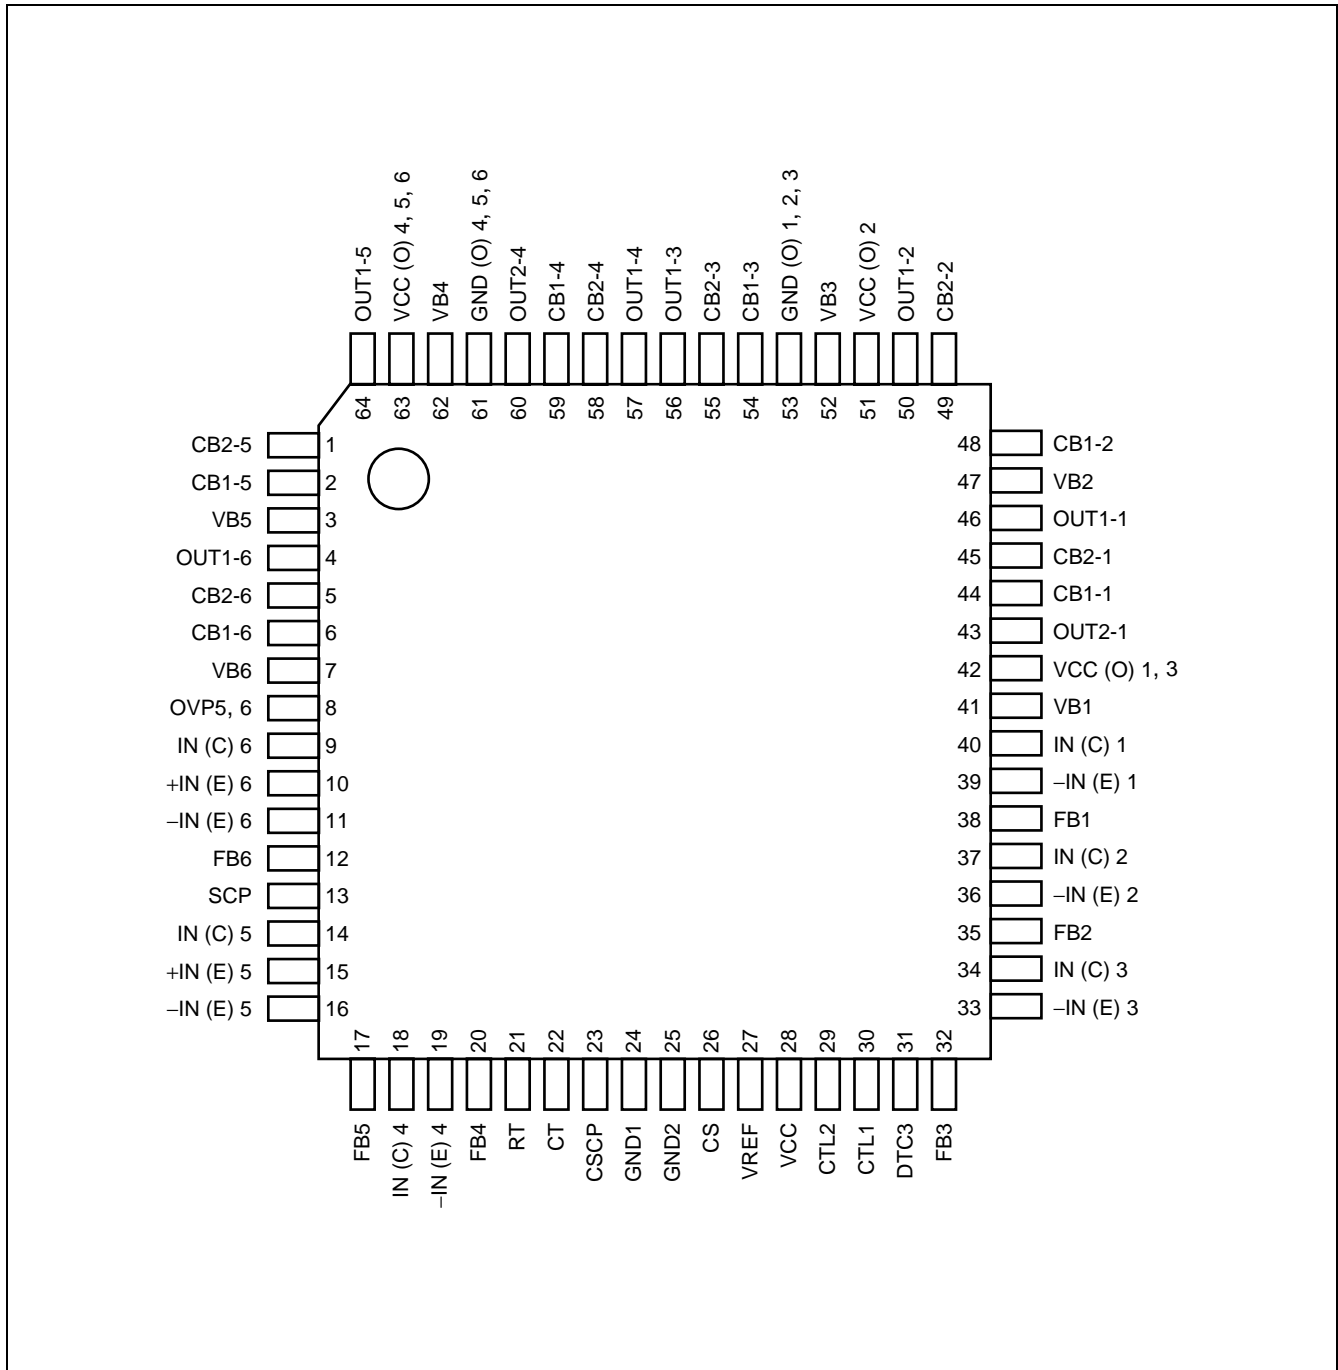 OUT1-5
VCC (O) 4, 5, 6
VB4
GND (O) 4, 5, 6
OUT2-4
CB1-4
CB2-4
OUT1-4
OUT1-3
CB2-3
CB1-3
GND (O) 1, 2, 3
VB3
VCC (O) 2
OUT1-2
CB2-2
64
63
62
61
60
59
58
57
56
55
54
53
52
51
50
49
CB2-5 1
CB1-5 2
VB5 3
OUT1-6 4
CB2-6 5
CB1-6 6
VB6 7
OVP5, 6 8
IN (C) 6 9
+IN (E) 6 10
−IN (E) 6 11
FB6 12
SCP 13
IN (C) 5 14
+IN (E) 5 15
−IN (E) 5 16
48 CB1-2
47 VB2
46 OUT1-1
45 CB2-1
44 CB1-1
43 OUT2-1
42 VCC (O) 1, 3
41 VB1
40 IN (C) 1
39 −IN (E) 1
38 FB1
37 IN (C) 2
36 −IN (E) 2
35 FB2
34 IN (C) 3
33 −IN (E) 3
17
18
19
20
21
22
23
24
25
26
27
28
29
30
31
32
FB5
IN (C) 4
−IN (E) 4
FB4
RT
CT
CSCP
GND1
GND2
CS
VREF
VCC
CTL2
CTL1
DTC3
FB3